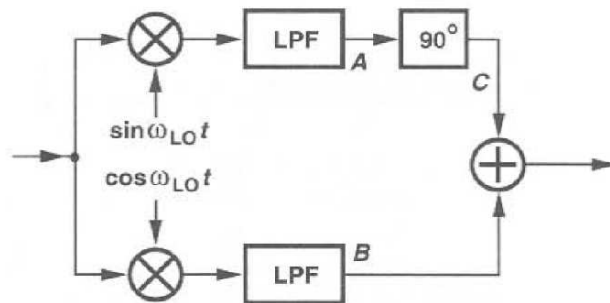 LPF
A
90°
C
sin ω_LO t
cos ω_LO t
B
LPF